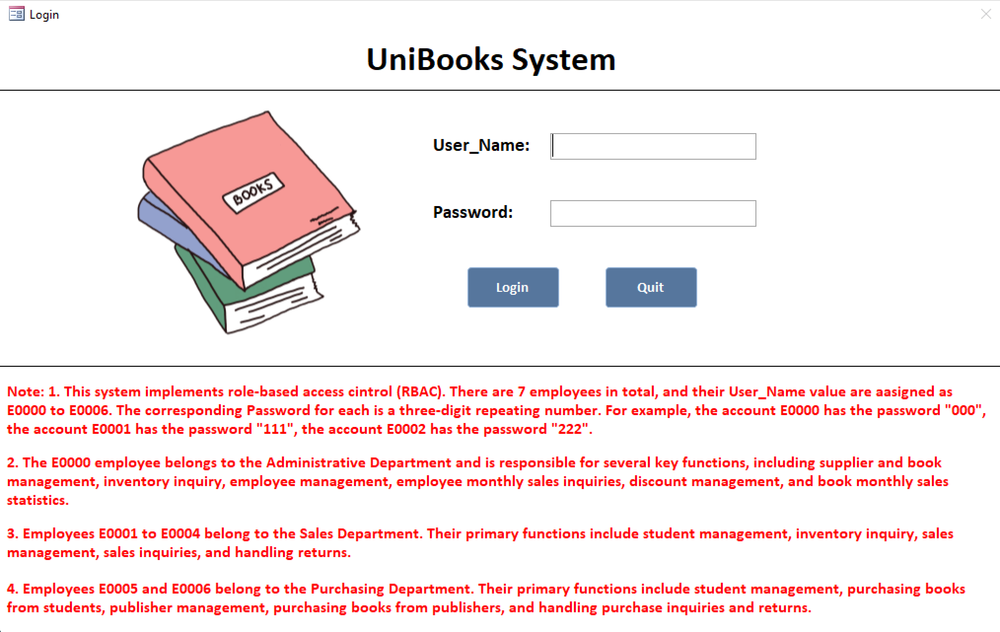 Login
UniBooks System
BOOKS
User_Name:
Password:
Login
Quit
Note: 1. This system implements role-based access cintrol (RBAC). There are 7 employees in total, and their User_Name value are aasigned as
E0000 to E0006. The corresponding Password for each is a three-digit repeating number. For example, the account E0000 has the password "000",
the account E0001 has the password "111", the account E0002 has the password "222".
2. The E0000 employee belongs to the Administrative Department and is responsible for several key functions, including supplier and book
management, inventory inquiry, employee management, employee monthly sales inquiries, discount management, and book monthly sales
statistics.
3. Employees E0001 to E0004 belong to the Sales Department. Their primary functions include student management, inventory inquiry, sales
management, sales inquiries, and handling returns.
4. Employees E0005 and E0006 belong to the Purchasing Department. Their primary functions include student management, purchasing books
from students, publisher management, purchasing books from publishers, and handling purchase inquiries and returns.